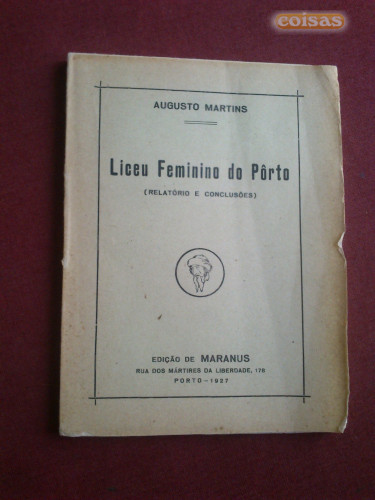 coisas
AUGUSTO MARTINS
Liceu Feminino do Pôrto
(RELATÓRIO E CONCLUSÕES)
EDIÇÃO DE MARANUS
RUA DOS MÁRTIRES DA LIBERDADE, 178
PORTO—1927